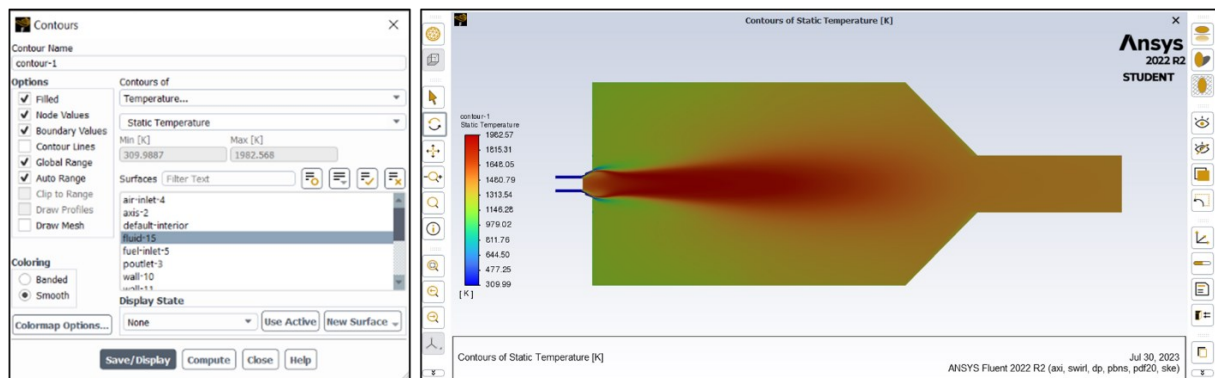 Contours
Contour Name
contour-1
Options
Filled
Node Values
Boundary Values
Contour Lines
Global Range
Auto Range
Clip to Range
Draw Profiles
Draw Mesh
Coloring
Banded
Smooth
Colormap Options...
Contours of
Temperature...
Static Temperature
Min [K] Max [K]
309.9887 1982.568
Surfaces Filter Text
air-inlet-4
axis-2
default-interior
fluid-15
fuel-inlet-5
poutlet-3
wall-10
wall-11
Display State
None Use Active New Surface
Save/Display Compute Close Help
Contours of Static Temperature [K]
Ansys
2022 R2
STUDENT
contour-1
Static Temperature
1982.57
1815.31
1648.05
1480.79
1313.54
1146.28
979.02
811.76
644.50
477.25
309.99
[ K ]
Contours of Static Temperature [K]
Jul 30, 2023
ANSYS Fluent 2022 R2 (axi, swirl, dp, pbns, pdf20, ske)